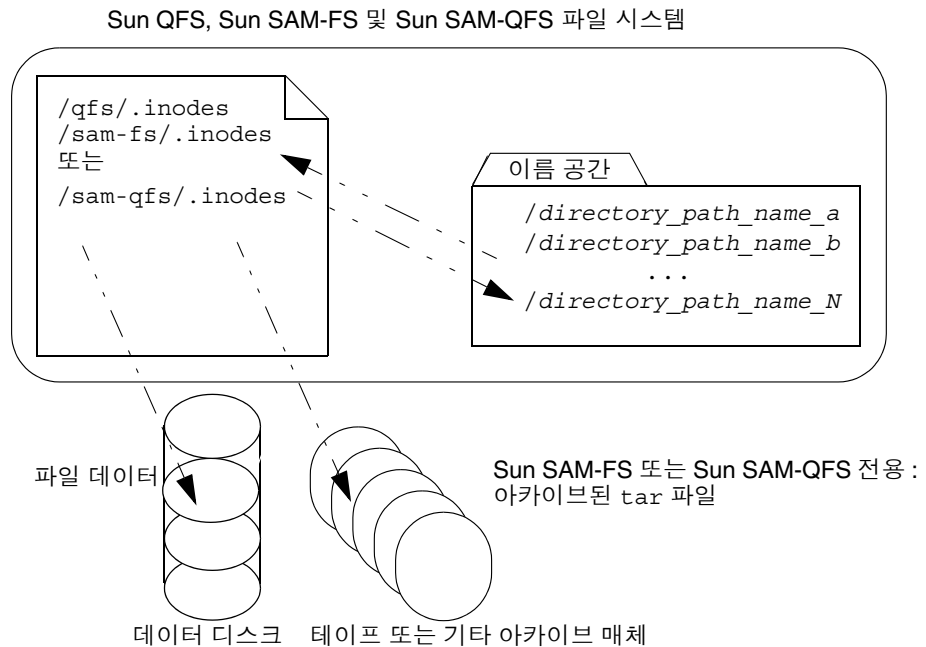 Sun QFS, Sun SAM-FS 및 Sun SAM-QFS 파일 시스템
/qfs/.inodes
/sam-fs/.inodes
또는
/sam-qfs/.inodes
이름 공간
/directory_path_name_a
/directory_path_name_b
...
/directory_path_name_N
파일 데이터
Sun SAM-FS 또는 Sun SAM-QFS 전용 :
아카이브된 tar 파일
데이터 디스크
테이프 또는 기타 아카이브 매체